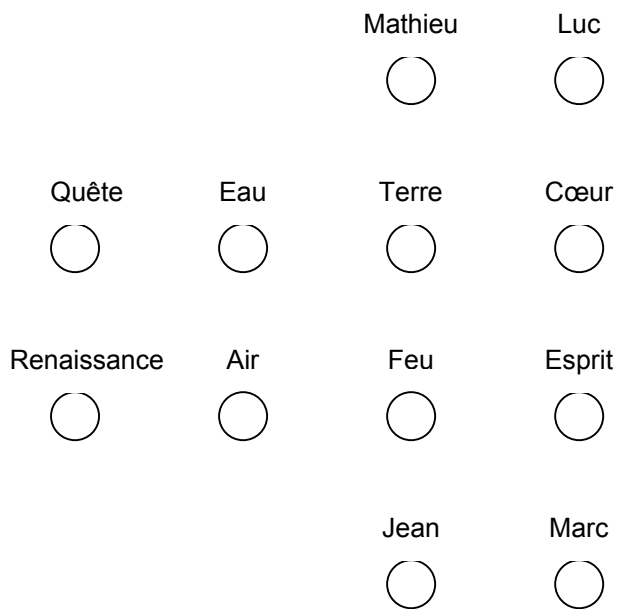 Mathieu Luc
Quête Eau Terre Cœur
Renaissance Air Feu Esprit
Jean Marc